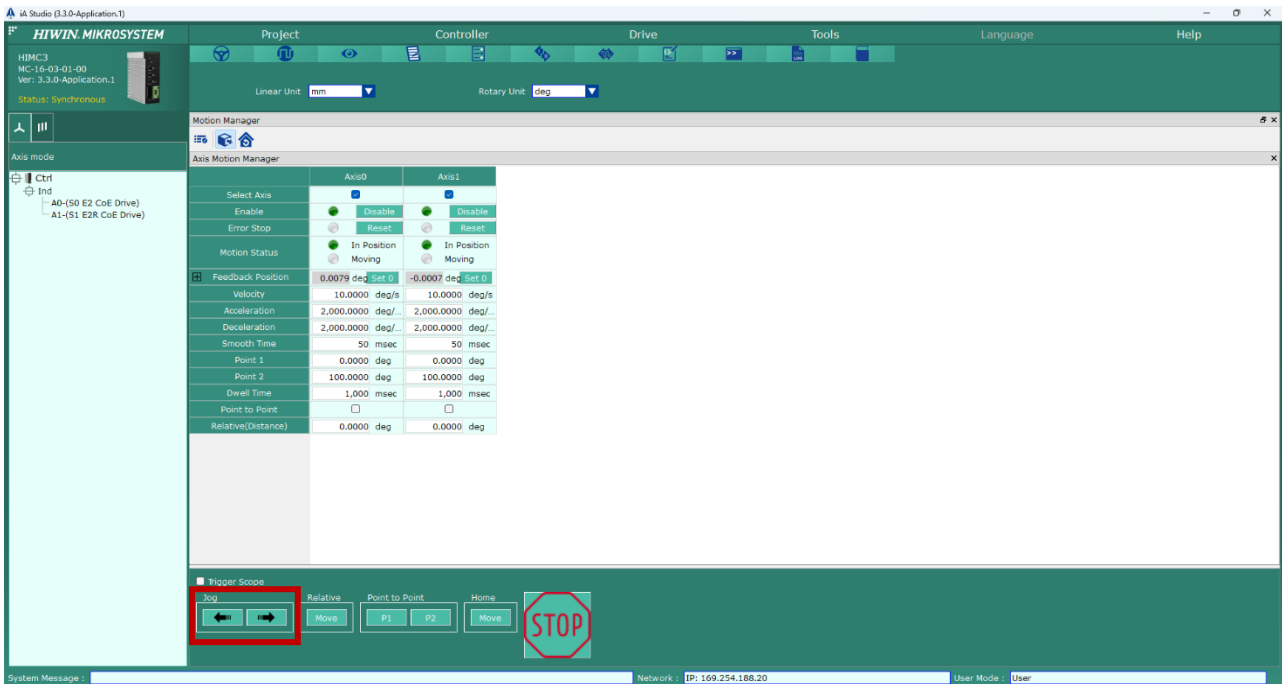 iA Studio (3.3.0-Application.1)
HIWIN. MIKROSYSTEM
Project Controller Drive Tools Language Help
HIMC3
MC-16-03-01-00
Ver: 3.3.0-Application.1
Status: Synchronous
Linear Unit mm Rotary Unit deg
Motion Manager
Axis mode
Axis Motion Manager
Ctrl
Ind
A0-(S0 E2 CoE Drive)
A1-(S1 E2R CoE Drive)
Axis0 Axis1
Select Axis
Enable Disable Disable
Error Stop Reset Reset
Motion Status In Position In Position
Moving Moving
Feedback Position 0.0079 deg Set 0 -0.0007 deg Set 0
Velocity 10.0000 deg/s 10.0000 deg/s
Acceleration 2,000.0000 deg/... 2,000.0000 deg/...
Deceleration 2,000.0000 deg/... 2,000.0000 deg/...
Smooth Time 50 msec 50 msec
Point 1 0.0000 deg 0.0000 deg
Point 2 100.0000 deg 100.0000 deg
Dwell Time 1,000 msec 1,000 msec
Point to Point
Relative(Distance) 0.0000 deg 0.0000 deg
Trigger Scope
Jog Relative Point to Point Home
Move P1 P2 Move
STOP
System Message : Network : IP: 169.254.188.20 User Mode : User